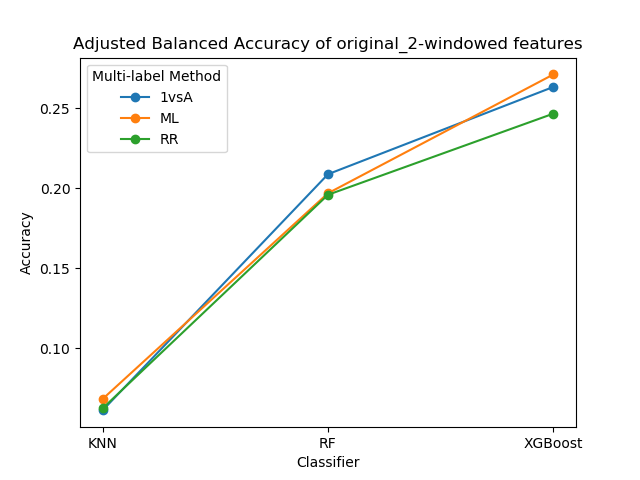 Adjusted Balanced Accuracy of original_2-windowed features
Multi-label Method
1vsA
ML
RR
0.25
0.20
0.15
0.10
Accuracy
KNN
RF
XGBoost
Classifier